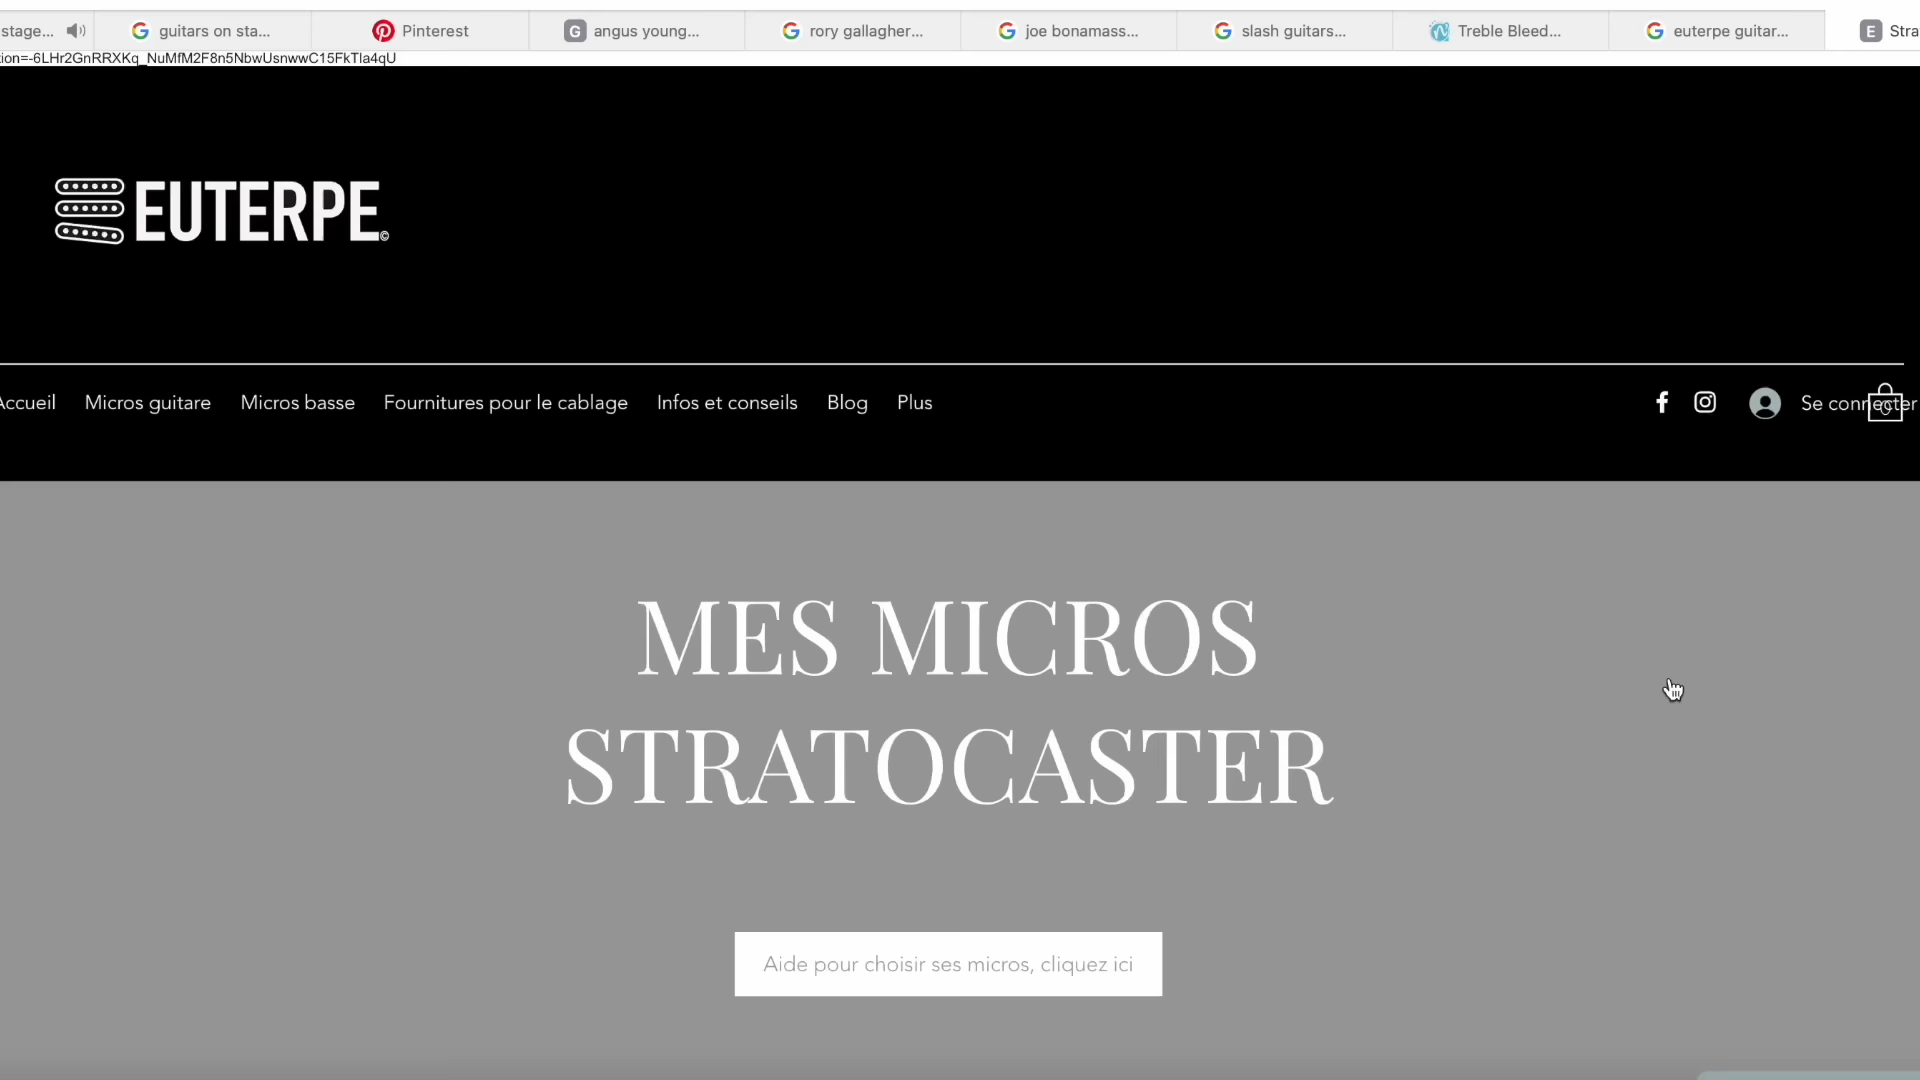 stage...
guitars on sta...
Pinterest
G angus young...
rory gallagher...
joe bonamass...
slash guitars...
Treble Bleed...
euterpe guitar...
E Stra
tion=-6LHr2GnRRXKq_NuMfM2F8n5NbwUsnwwC15FkTla4qU
EUTERPE©
Accueil
Micros guitare
Micros basse
Fournitures pour le cablage
Infos et conseils
Blog
Plus
Se connecter
0
MES MICROS
STRATOCASTER
Aide pour choisir ses micros, cliquez ici